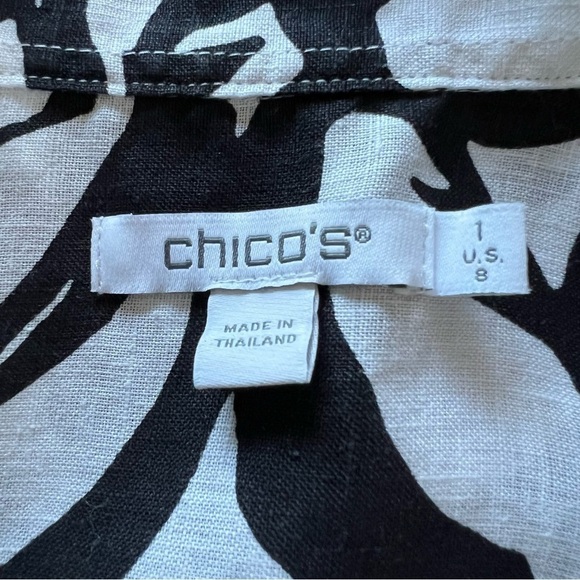 chico's®
1
U.S.
8
MADE IN
THAILAND